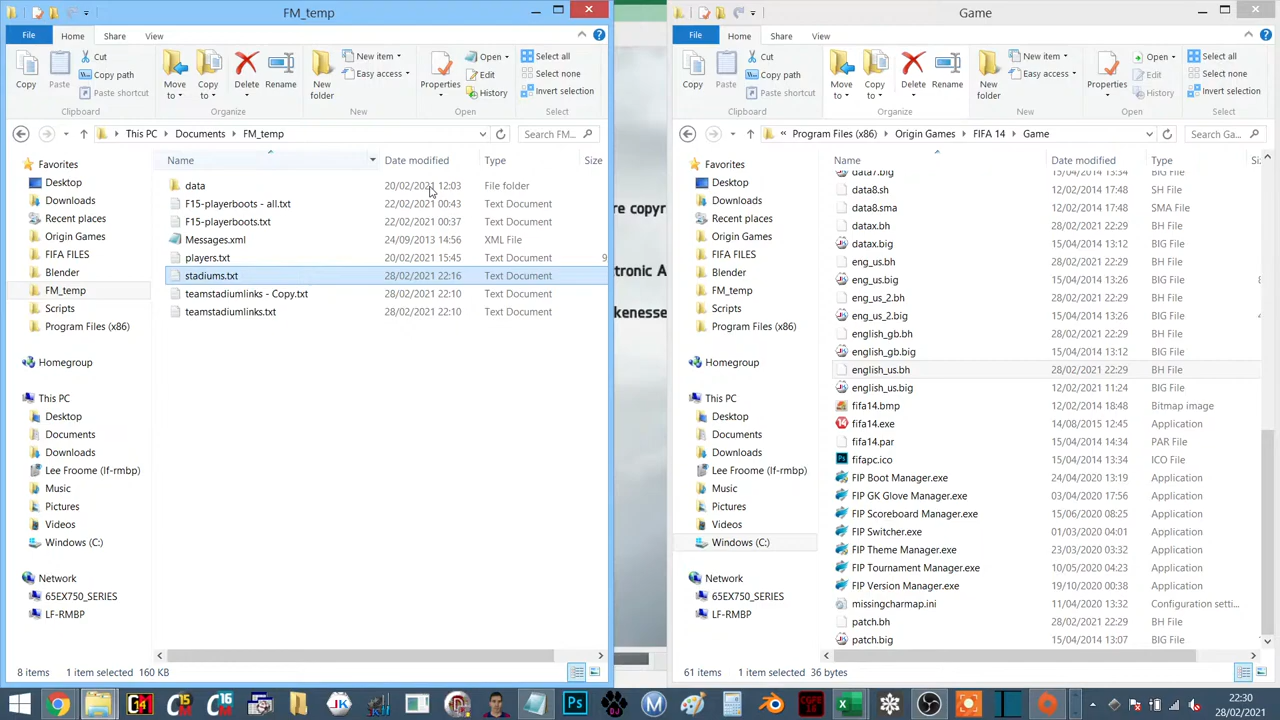 FM_temp
File Home Share View
Copy
Paste
Cut
Copy path
Paste shortcut
Clipboard
Move to
Copy to
Delete
Rename
Organize
New folder
New item
Easy access
New
Properties
Open
Edit
History
Open
Select all
Select none
Invert selection
Select
This PC Documents FM_temp Search FM...
Name Date modified Type Size
data 20/02/2021 12:03 File folder
F15-playerboots - all.txt 22/02/2021 00:43 Text Document
F15-playerboots.txt 22/02/2021 00:37 Text Document
Messages.xml 24/09/2013 14:56 XML File
players.txt 28/02/2021 15:45 Text Document 9
stadiums.txt 28/02/2021 22:16 Text Document
teamstadiumlinks - Copy.txt 28/02/2021 22:10 Text Document
teamstadiumlinks.txt 28/02/2021 22:10 Text Document
Favorites
Desktop
Downloads
Recent places
Origin Games
FIFA FILES
Blender
FM_temp
Scripts
Program Files (x86)
Homegroup
This PC
Desktop
Documents
Downloads
Lee Froome (lf-rmbp)
Music
Pictures
Videos
Windows (C:)
Network
65EX750_SERIES
LF-RMBP
8 items 1 item selected 160 KB
re copyr
tronic A
kenesse
Game
File Home Share View
Copy
Paste
Cut
Copy path
Paste shortcut
Clipboard
Move to
Copy to
Delete
Rename
Organize
New folder
New item
Easy access
New
Properties
Open
Edit
History
Open
Select all
Select none
Invert selection
Select
Program Files (x86) Origin Games FIFA 14 Game Search Ga...
Name Date modified Type
data7.big 15/04/2014 13:34 BIG File
data8.sh 15/04/2014 17:48 SH File
data8.sma 15/04/2014 17:48 SMA File
datax.bh 28/02/2021 22:29 BH File
datax.big 15/04/2014 13:12 BIG File
eng_us.bh 28/02/2021 22:29 BH File
eng_us.big 15/04/2014 13:26 BIG File
eng_us_2.bh 28/02/2021 22:29 BH File
eng_us_2.big 15/04/2014 13:26 BIG File
english_gb.bh 28/02/2021 22:29 BH File
english_gb.big 15/04/2014 13:12 BIG File
english_us.bh 28/02/2021 22:29 BH File
english_us.big 12/02/2021 11:24 BIG File
fifa14.bmp 12/02/2014 18:48 Bitmap image
fifa14.exe 14/08/2015 12:45 Application
fifa14.par 15/04/2014 14:34 PAR File
fifapc.ico 15/04/2014 13:34 ICO File
FIP Boot Manager.exe 24/04/2020 13:19 Application
FIP GK Glove Manager.exe 03/04/2020 17:56 Application
FIP Scoreboard Manager.exe 15/06/2020 08:25 Application
FIP Switcher.exe 01/03/2020 04:01 Application
FIP Theme Manager.exe 23/03/2020 03:32 Application
FIP Tournament Manager.exe 10/05/2020 04:23 Application
FIP Version Manager.exe 19/10/2020 00:38 Application
missingcharmap.ini 11/04/2020 13:32 Configuration setti...
patch.bh 28/02/2021 22:29 BH File
patch.big 15/04/2014 13:07 BIG File
Favorites
Desktop
Downloads
Recent places
Origin Games
FIFA FILES
Blender
FM_temp
Scripts
Program Files (x86)
Homegroup
This PC
Desktop
Documents
Downloads
Lee Froome (lf-rmbp)
Music
Pictures
Videos
Windows (C:)
Network
65EX750_SERIES
LF-RMBP
61 items 1 item selected 36 bytes
22:30
28/02/2021